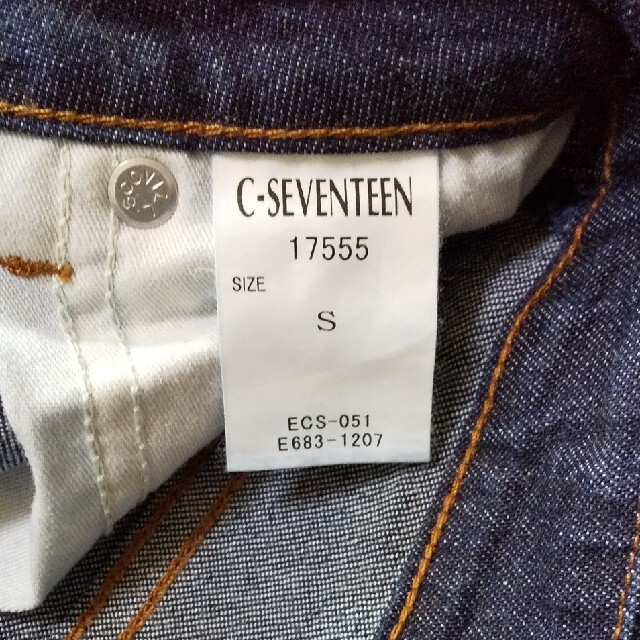 C-SEVENTEEN
17555
SIZE
S
ECS-051
E683-1207